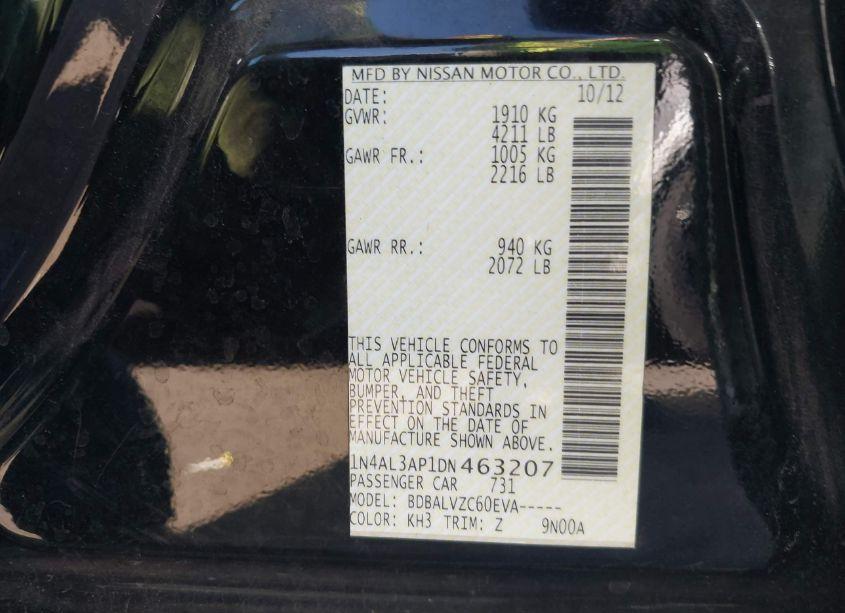 MFD BY NISSAN MOTOR CO., LTD.
DATE: 10/12
GVWR: 1910 KG
4211 LB
GAWR FR.: 1005 KG
2216 LB
GAWR RR.: 940 KG
2072 LB
THIS VEHICLE CONFORMS TO
ALL APPLICABLE FEDERAL
MOTOR VEHICLE SAFETY,
BUMPER, AND THEFT
PREVENTION STANDARDS IN
EFFECT ON THE DATE OF
MANUFACTURE SHOWN ABOVE.
1N4AL3AP1DN463207
PASSENGER CAR 731
MODEL: BDBALVZC60EVA-----
COLOR: KH3 TRIM: Z 9N00A